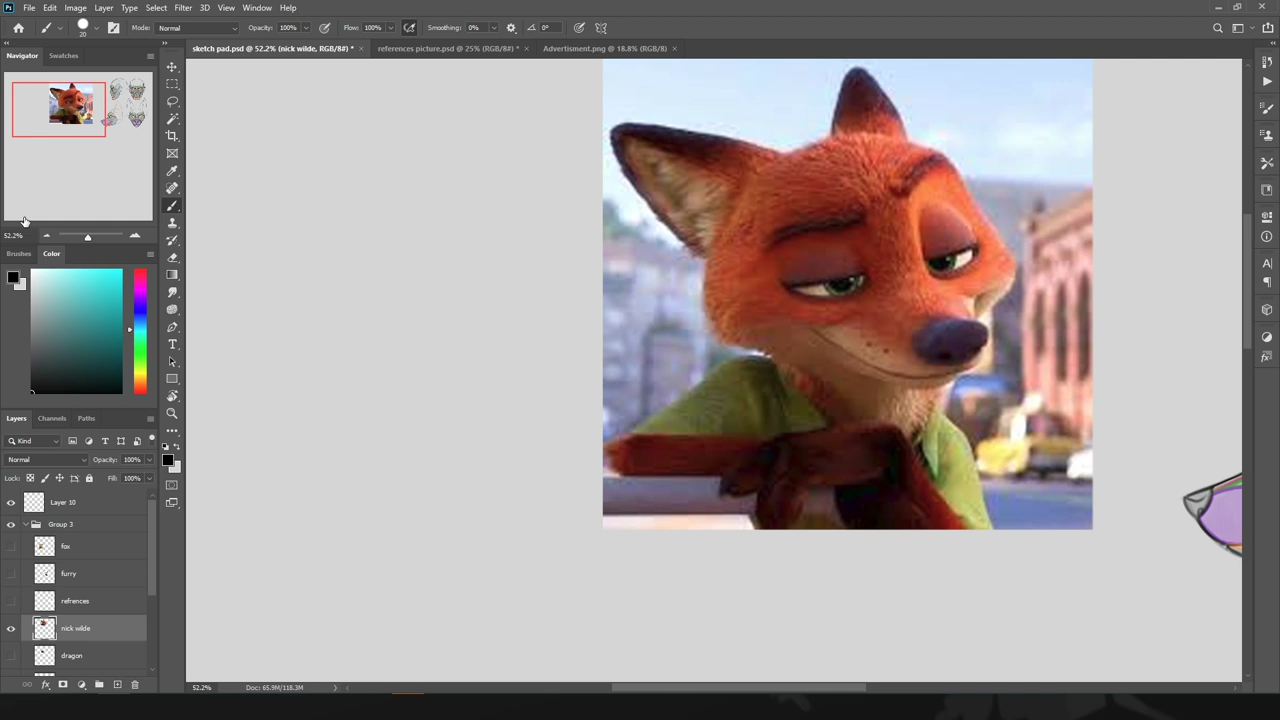 Ps File Edit Image Layer Type Select Filter 3D View Window Help
20 Mode: Normal Opacity: 100% Flow: 100% Smoothing: 0% 0°
Navigator Swatches
sketch pad.psd @ 52.2% (nick wilde, RGB/8#) * × references picture.psd @ 25% (RGB/8#) * × Advertisment.png @ 18.8% (RGB/8) ×
52.2%
Brushes Color
Layers Channels Paths
Kind
Normal Opacity: 100%
Lock: Fill: 100%
Layer 10
Group 3
fox
furry
refrences
nick wilde
dragon
52.2% Doc: 65.9M/118.3M